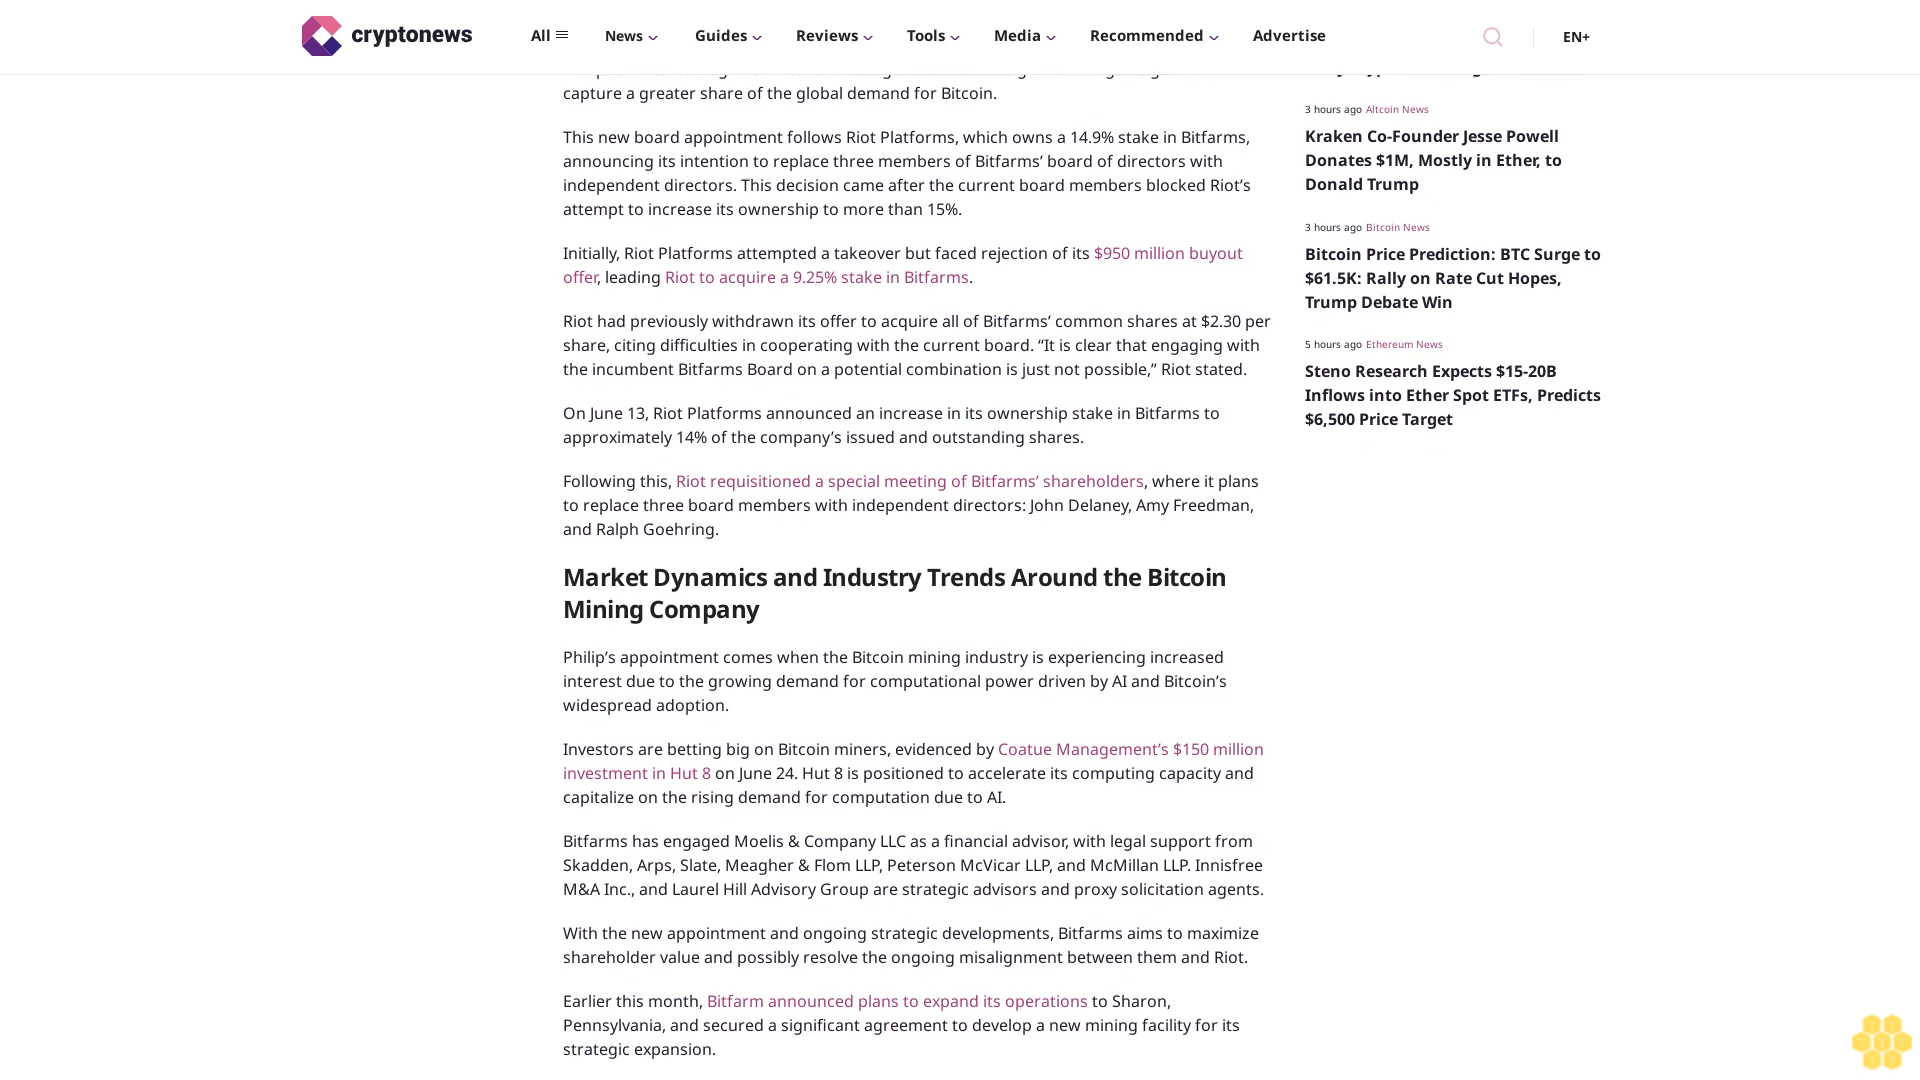 cryptonews
All
News
Guides
Reviews
Tools
Media
Recommended
Advertise
EN+
capture a greater share of the global demand for Bitcoin.
This new board appointment follows Riot Platforms, which owns a 14.9% stake in Bitfarms,
announcing its intention to replace three members of Bitfarms’ board of directors with
independent directors. This decision came after the current board members blocked Riot’s
attempt to increase its ownership to more than 15%.
Initially, Riot Platforms attempted a takeover but faced rejection of its $950 million buyout
offer, leading Riot to acquire a 9.25% stake in Bitfarms.
Riot had previously withdrawn its offer to acquire all of Bitfarms’ common shares at $2.30 per
share, citing difficulties in cooperating with the current board. “It is clear that engaging with
the incumbent Bitfarms Board on a potential combination is just not possible,” Riot stated.
On June 13, Riot Platforms announced an increase in its ownership stake in Bitfarms to
approximately 14% of the company’s issued and outstanding shares.
Following this, Riot requisitioned a special meeting of Bitfarms’ shareholders, where it plans
to replace three board members with independent directors: John Delaney, Amy Freedman,
and Ralph Goehring.
Market Dynamics and Industry Trends Around the Bitcoin
Mining Company
Philip’s appointment comes when the Bitcoin mining industry is experiencing increased
interest due to the growing demand for computational power driven by AI and Bitcoin’s
widespread adoption.
Investors are betting big on Bitcoin miners, evidenced by Coatue Management’s $150 million
investment in Hut 8 on June 24. Hut 8 is positioned to accelerate its computing capacity and
capitalize on the rising demand for computation due to AI.
Bitfarms has engaged Moelis & Company LLC as a financial advisor, with legal support from
Skadden, Arps, Slate, Meagher & Flom LLP, Peterson McVicar LLP, and McMillan LLP. Innisfree
M&A Inc., and Laurel Hill Advisory Group are strategic advisors and proxy solicitation agents.
With the new appointment and ongoing strategic developments, Bitfarms aims to maximize
shareholder value and possibly resolve the ongoing misalignment between them and Riot.
Earlier this month, Bitfarm announced plans to expand its operations to Sharon,
Pennsylvania, and secured a significant agreement to develop a new mining facility for its
strategic expansion.
3 hours ago Altcoin News
Kraken Co-Founder Jesse Powell
Donates $1M, Mostly in Ether, to
Donald Trump
3 hours ago Bitcoin News
Bitcoin Price Prediction: BTC Surge to
$61.5K: Rally on Rate Cut Hopes,
Trump Debate Win
5 hours ago Ethereum News
Steno Research Expects $15-20B
Inflows into Ether Spot ETFs, Predicts
$6,500 Price Target